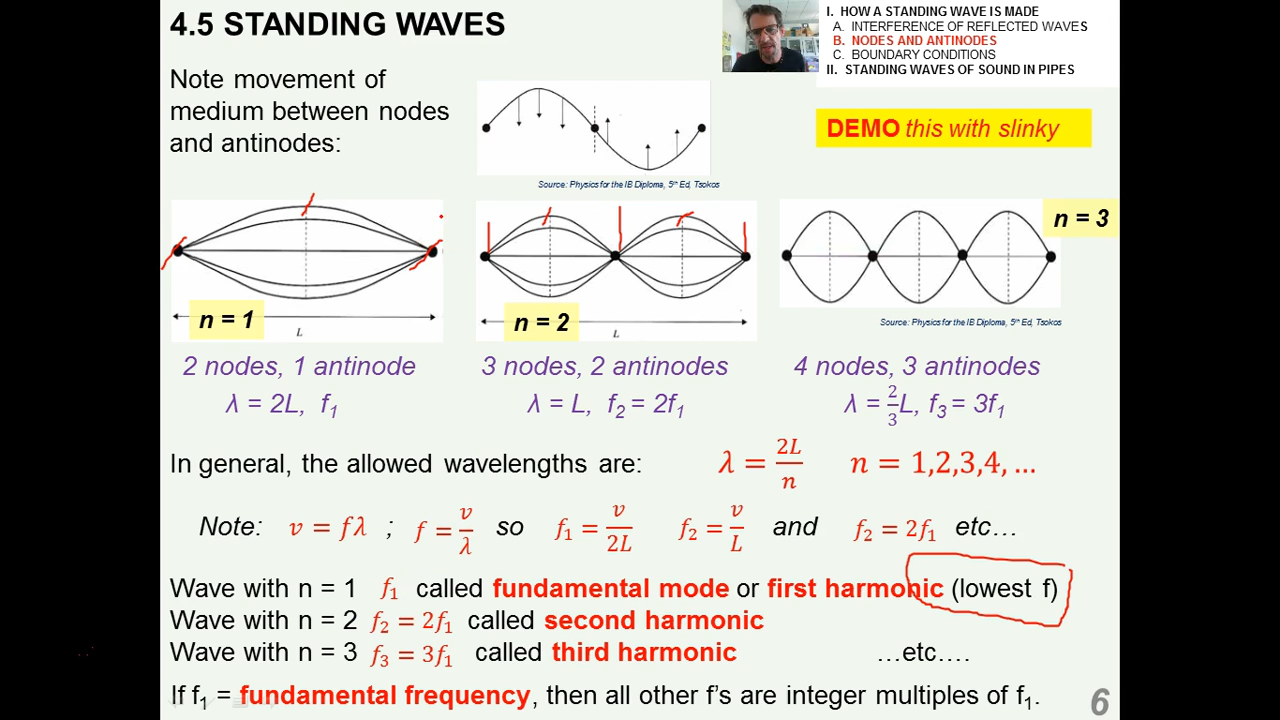 4.5 STANDING WAVES
I. HOW A STANDING WAVE IS MADE
A. INTERFERENCE OF REFLECTED WAVES
B. NODES AND ANTINODES
C. BOUNDARY CONDITIONS
II. STANDING WAVES OF SOUND IN PIPES
Note movement of
medium between nodes
and antinodes:
DEMO this with slinky
Source: Physics for the IB Diploma, 5th Ed, Tsokos
n = 1
L
n = 2
L
n = 3
Source: Physics for the IB Diploma, 5th Ed, Tsokos
2 nodes, 1 antinode
λ = 2L, f₁
3 nodes, 2 antinodes
λ = L, f₂ = 2f₁
4 nodes, 3 antinodes
λ = 2/3 L, f₃ = 3f₁
In general, the allowed wavelengths are: λ = 2L/n n = 1,2,3,4, …
Note: v = fλ ; f = v/λ so f₁ = v/2L f₂ = v/L and f₂ = 2f₁ etc…
Wave with n = 1 f₁ called fundamental mode or first harmonic (lowest f)
Wave with n = 2 f₂ = 2f₁ called second harmonic
Wave with n = 3 f₃ = 3f₁ called third harmonic …etc….
If f₁ = fundamental frequency, then all other f's are integer multiples of f₁.
6